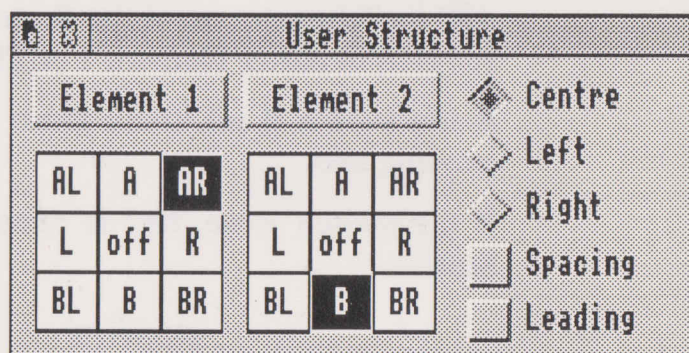 User Structure
Element 1 Element 2 Centre
Left
AL A AR AL A AR
Right
L off R L off R
Spacing
BL B BR BL B BR
Leading